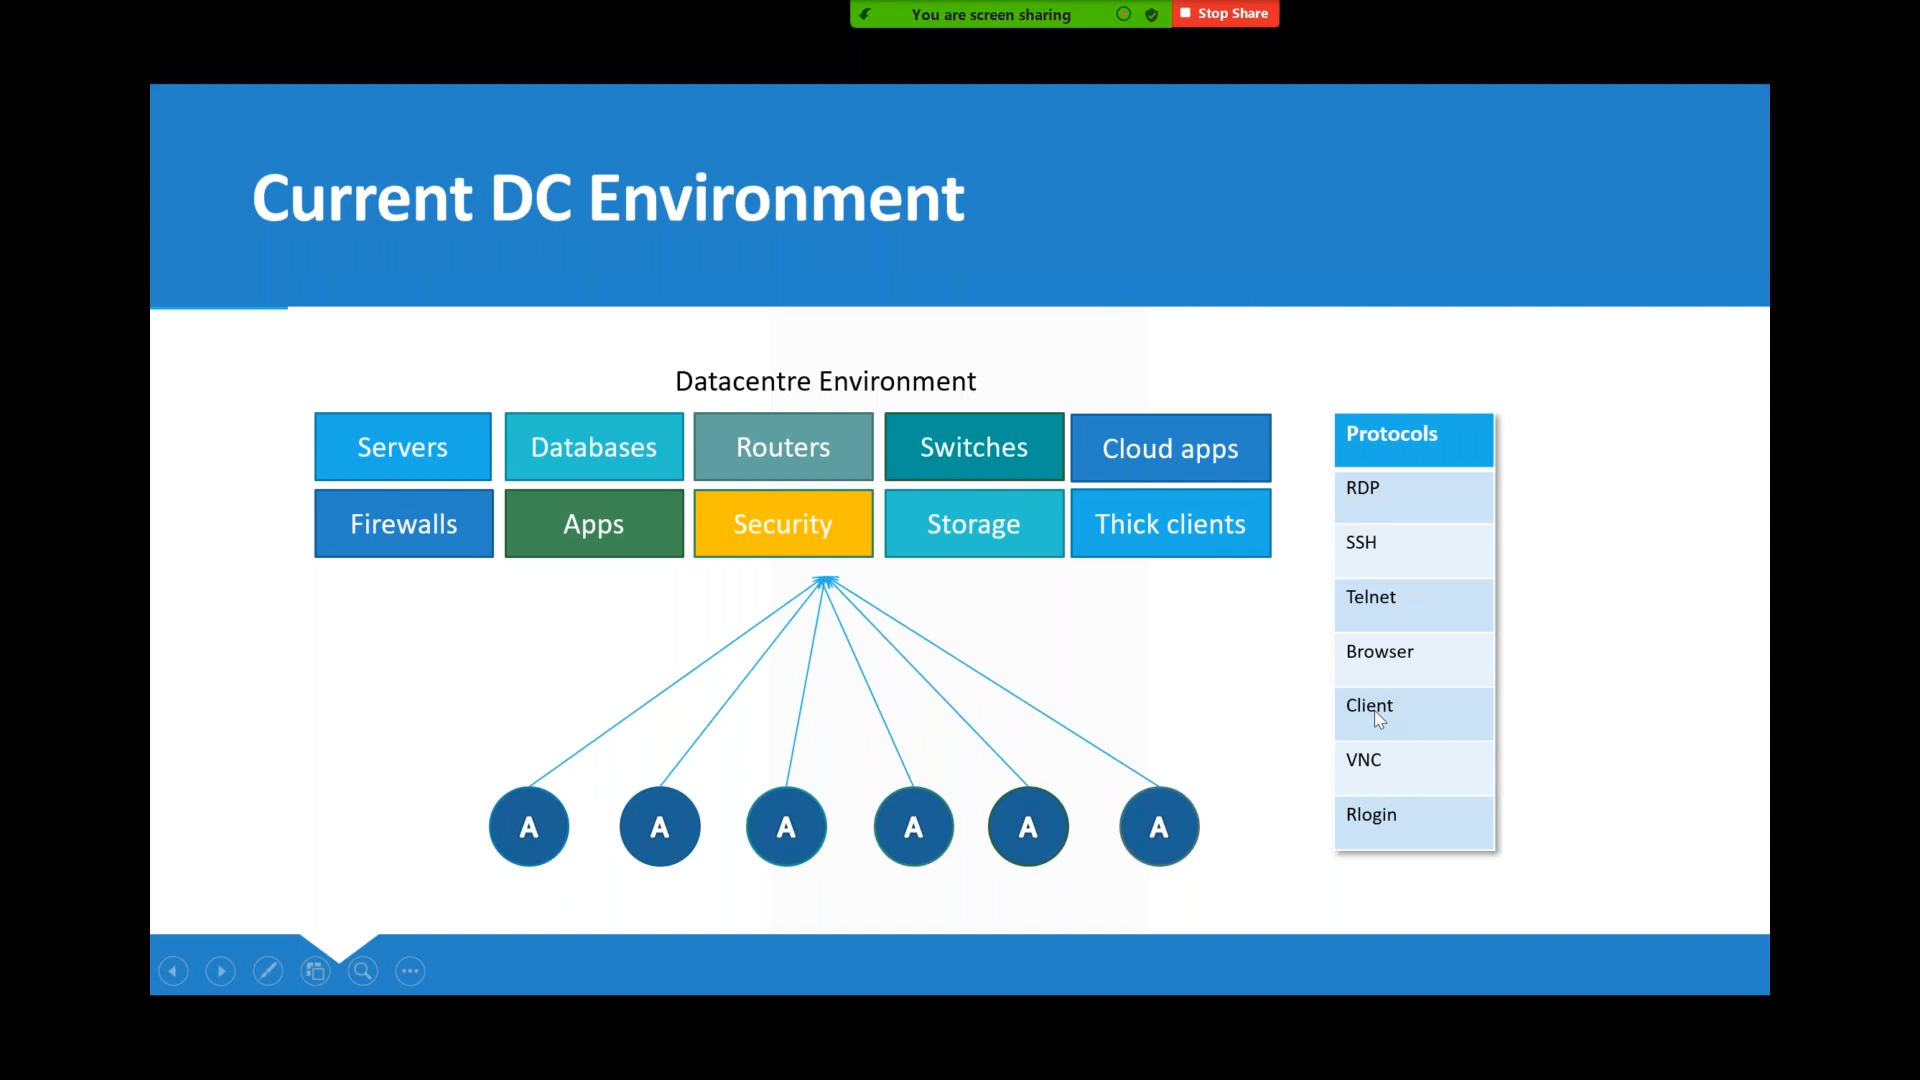 You are screen sharing
Stop Share
Current DC Environment
Datacentre Environment
Servers Databases Routers Switches Cloud apps
Firewalls Apps Security Storage Thick clients
A A A A A A
Protocols
RDP
SSH
Telnet
Browser
Client
VNC
Rlogin